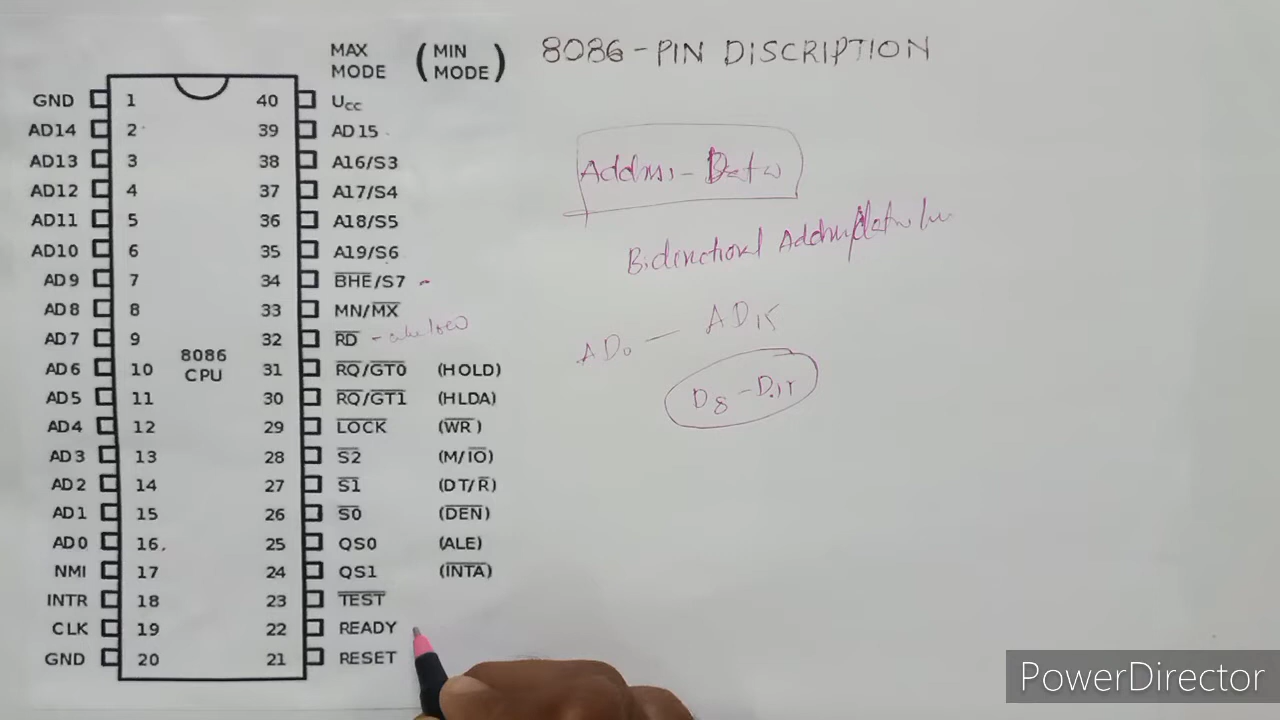 MAX MODE (MIN MODE)
8086-PIN DISCRIPTION
GND 1 40 Ucc
AD14 2 39 AD15
AD13 3 38 A16/S3
AD12 4 37 A17/S4
AD11 5 36 A18/S5
AD10 6 35 A19/S6
AD9 7 34 BHE/S7 -
AD8 8 33 MN/MX
AD7 9 32 RD -
8086 CPU
AD6 10 31 RQ/GT0 (HOLD)
AD5 11 30 RQ/GT1 (HLDA)
AD4 12 29 LOCK (WR)
AD3 13 28 S2 (M/IO)
AD2 14 27 S1 (DT/R)
AD1 15 26 S0 (DEN)
AD0 16 25 QS0 (ALE)
NMI 17 24 QS1 (INTA)
INTR 18 23 TEST
CLK 19 22 READY
GND 20 21 RESET
Address - Data
Bidirectional Address/data
AD0 - AD15
D8 - D15
PowerDirector